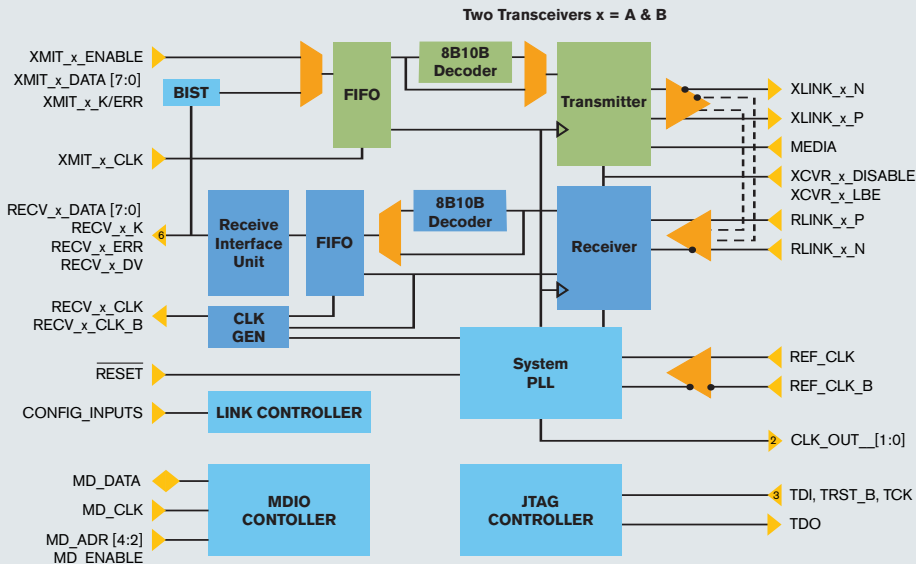 Two Transceivers x = A & B
XMIT_x_ENABLE
XMIT_x_DATA [7:0]
XMIT_x_K/ERR
BIST
XMIT_x_CLK
FIFO
8B10B
Decoder
Transmitter
XLINK_x_N
XLINK_x_P
MEDIA
XCVR_x_DISABLE
XCVR_x_LBE
RLINK_x_P
RLINK_x_N
RECV_x_DATA [7:0]
RECV_x_K
RECV_x_ERR
RECV_x_DV
6
Receive
Interface
Unit
FIFO
8B10B
Decoder
Receiver
RECV_x_CLK
RECV_x_CLK_B
CLK
GEN
RESET
System
PLL
REF_CLK
REF_CLK_B
CONFIG_INPUTS
LINK CONTROLLER
2
CLK_OUT__[1:0]
MD_DATA
MD_CLK
MD_ADR [4:2]
MD_ENABLE
MDIO
CONTOLLER
JTAG
CONTROLLER
3
TDI, TRST_B, TCK
TDO